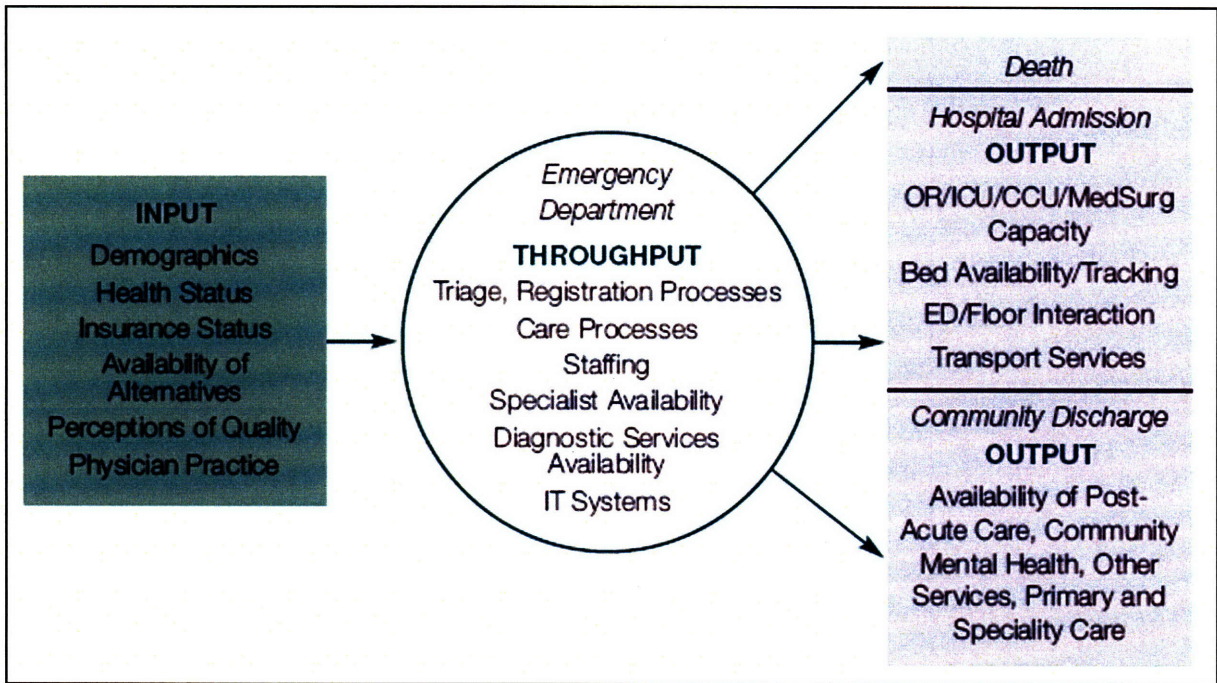 INPUT
Demographics
Health Status
Insurance Status
Availability of
Alternatives
Perceptions of Quality
Physician Practice
Emergency
Department
THROUGHPUT
Triage, Registration Processes
Care Processes
Staffing
Specialist Availability
Diagnostic Services
Availability
IT Systems
Death
Hospital Admission
OUTPUT
OR/ICU/CCU/MedSurg
Capacity
Bed Availability/Tracking
ED/Floor Interaction
Transport Services
Community Discharge
OUTPUT
Availability of Post-
Acute Care, Community
Mental Health, Other
Services, Primary and
Speciality Care